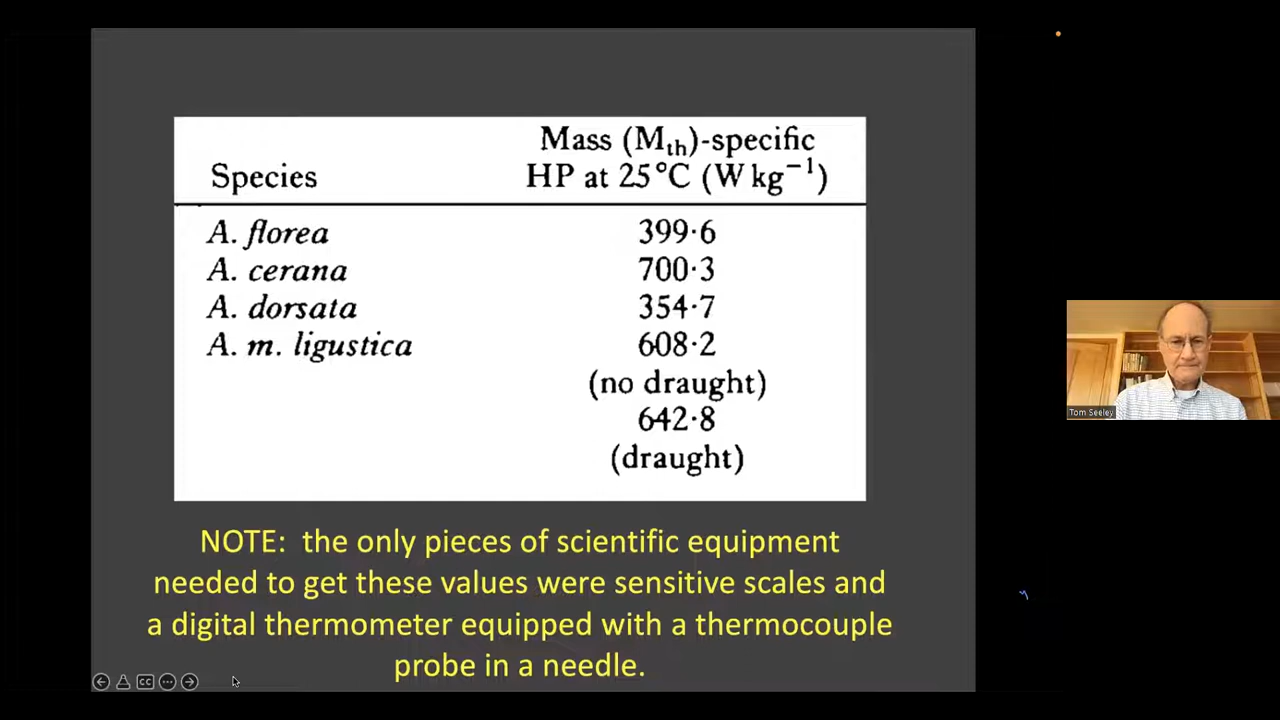 Mass (Mth)-specific
Species HP at 25°C (W kg⁻¹)
A. florea 399·6
A. cerana 700·3
A. dorsata 354·7
A. m. ligustica 608·2
(no draught)
642·8
(draught)
NOTE: the only pieces of scientific equipment
needed to get these values were sensitive scales and
a digital thermometer equipped with a thermocouple
probe in a needle.
CC
Tom Seeley